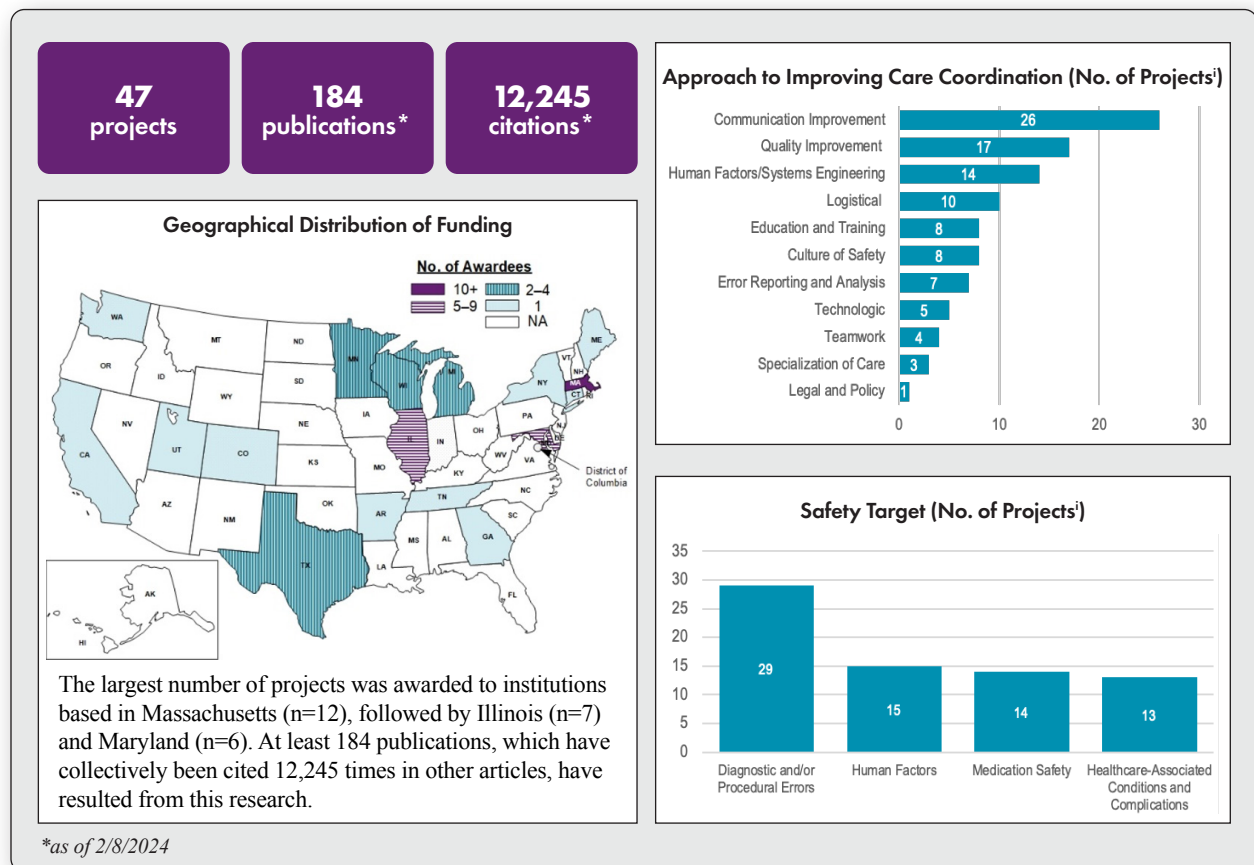 47
projects
184
publications*
12,245
citations*
Geographical Distribution of Funding
No. of Awardees
10+
2–4
5–9
1
NA
WA
OR
CA
NV
ID
MT
WY
UT
CO
AZ
NM
ND
SD
NE
KS
OK
TX
MN
IA
MO
AR
LA
WI
IL
MI
IN
OH
KY
TN
MS
AL
GA
FL
SC
NC
VA
WV
PA
NY
VT
NH
ME
MA
RI
CT
NJ
DE
District of
Columbia
AK
HI
The largest number of projects was awarded to institutions
based in Massachusetts (n=12), followed by Illinois (n=7)
and Maryland (n=6). At least 184 publications, which have
collectively been cited 12,245 times in other articles, have
resulted from this research.
*as of 2/8/2024
Approach to Improving Care Coordination (No. of Projectsⁱ)
0 10 20 30
Communication Improvement 26
Quality Improvement 17
Human Factors/Systems Engineering 14
Logistical 10
Education and Training 8
Culture of Safety 8
Error Reporting and Analysis 7
Technologic 5
Teamwork 4
Specialization of Care 3
Legal and Policy 1
0 10 20 30
Safety Target (No. of Projectsⁱ)
35
30
25
20
15
10
5
0
29
15
14
13
Diagnostic and/or
Procedural Errors
Human Factors
Medication Safety
Healthcare-Associated
Conditions and
Complications